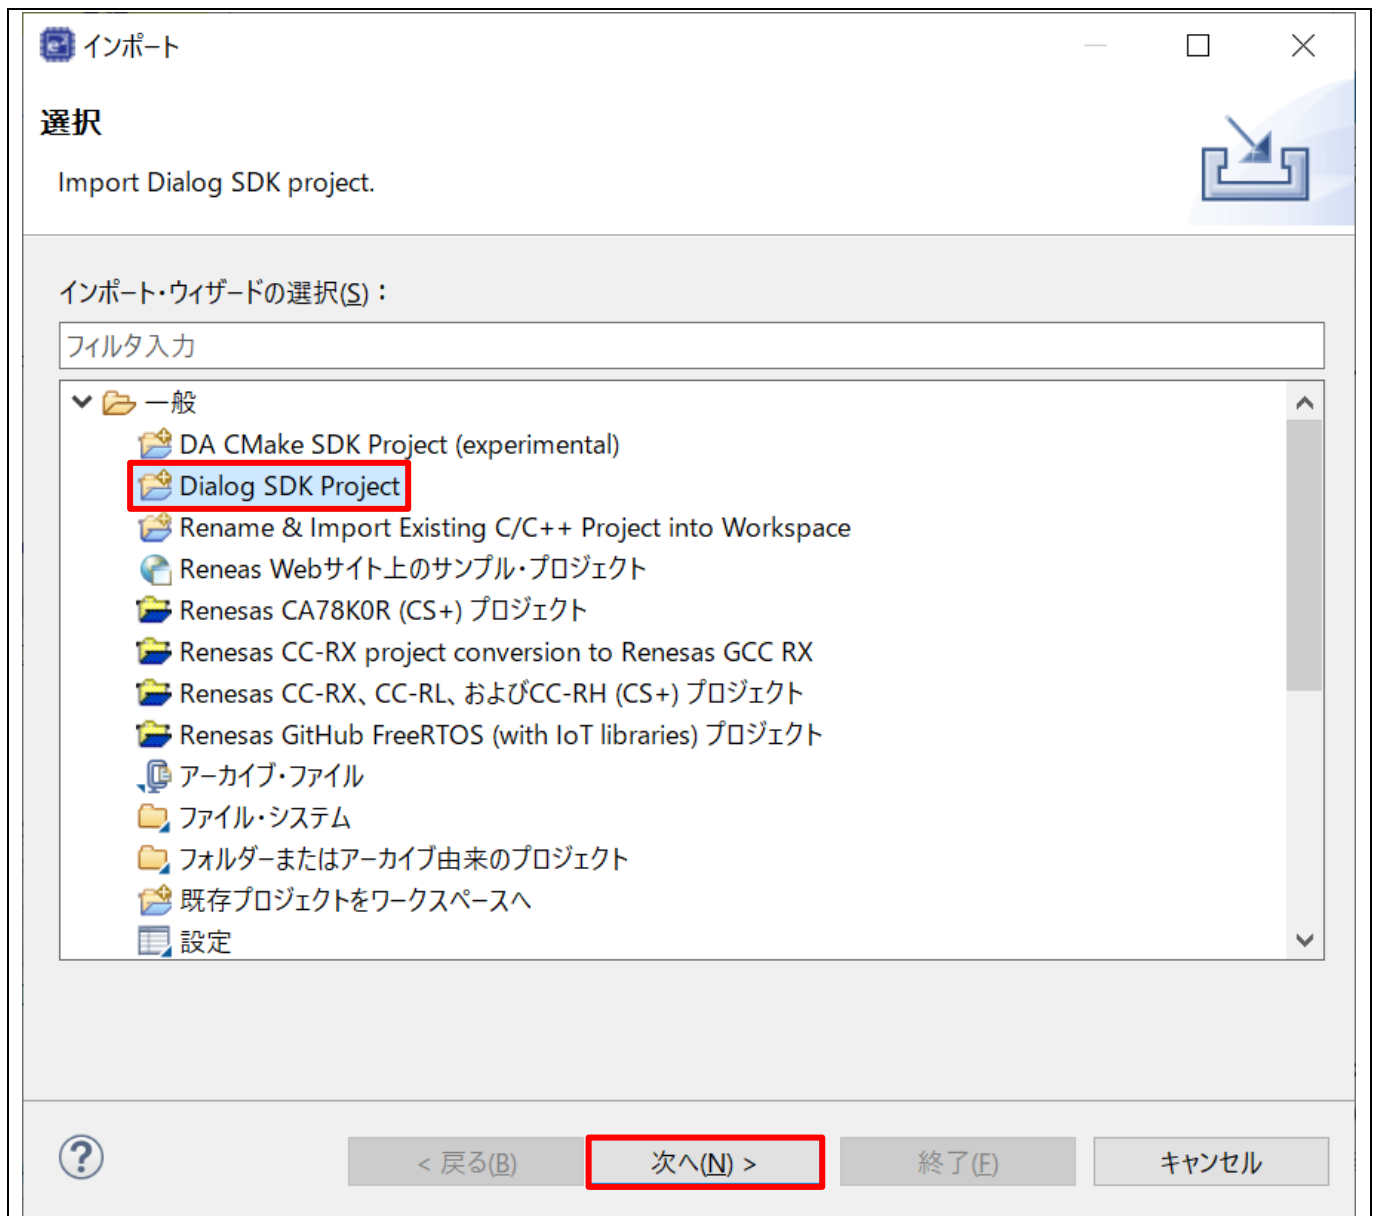 インポート
選択
Import Dialog SDK project.
インポート・ウィザードの選択(S)：
フィルタ入力
一般
DA CMake SDK Project (experimental)
Dialog SDK Project
Rename & Import Existing C/C++ Project into Workspace
Reneas Webサイト上のサンプル・プロジェクト
Renesas CA78K0R (CS+) プロジェクト
Renesas CC-RX project conversion to Renesas GCC RX
Renesas CC-RX、CC-RL、およびCC-RH (CS+) プロジェクト
Renesas GitHub FreeRTOS (with IoT libraries) プロジェクト
アーカイブ・ファイル
ファイル・システム
フォルダーまたはアーカイブ由来のプロジェクト
既存プロジェクトをワークスペースへ
設定
< 戻る(B) 次へ(N) > 終了(F) キャンセル